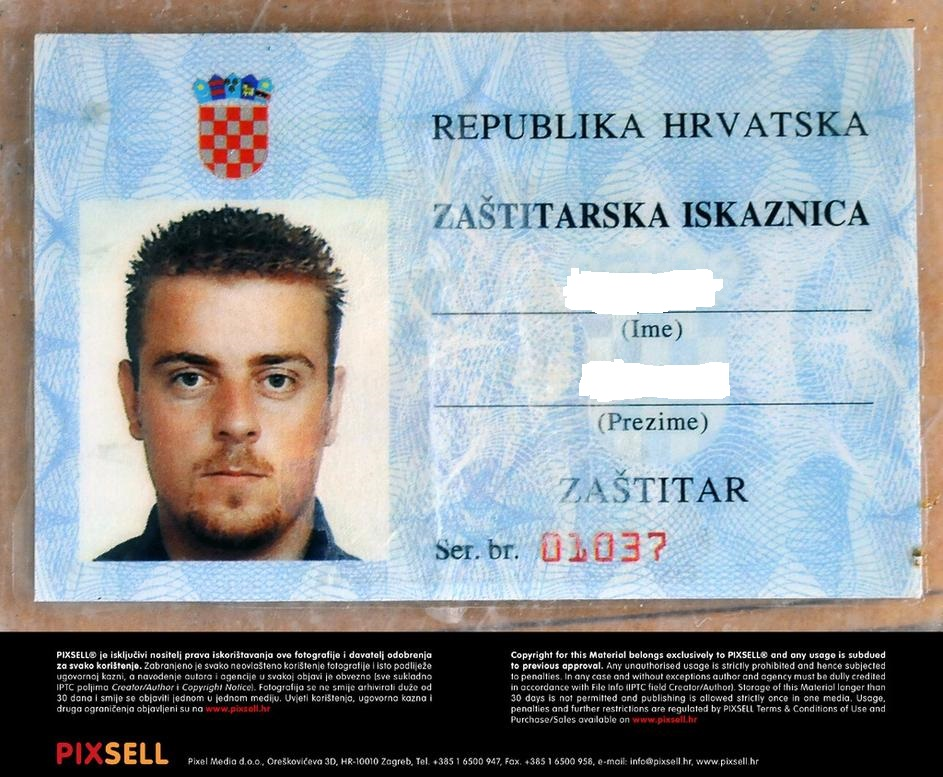 REPUBLIKA HRVATSKA
ZAŠTITARSKA ISKAZNICA
(Ime)
(Prezime)
ZAŠTITAR
Ser. br. 01037
PIXSELL® je isključivi nositelj prava iskorištavanja ove fotografije i davatelj odobrenja
za svako korištenje. Zabranjeno je svako neovlašteno korištenje fotografije i isto podliježe
ugovornoj kazni, a navođenje autora i agencije u svakoj objavi je obvezno (sve sukladno
IPTC poljima Creator/Author i Copyright Notice). Fotografija se ne smije arhivirati duže od
30 dana i smije se objaviti jednom u jednom mediju. Uvjeti korištenja, ugovorna kazna i
druga ograničenja objavljeni su na www.pixsell.hr
Copyright for this Material belongs exclusively to PIXSELL® and any usage is subdued
to previous approval. Any unauthorised usage is strictly prohibited and hence subjected
to penalties. In any case and without exceptions author and agency must be dully credited
in accordance with File Info (IPTC field Creator/Author). Storage of this Material longer than
30 days is not permitted and publishing is allowed strictly once in one media. Usage,
penalties and further restrictions are regulated by PIXSELL Terms & Conditions of Use and
Purchase/Sales available on www.pixsell.hr
PIXSELL Pixel Media d.o.o., Oreškovićeva 3D, HR-10010 Zagreb, Tel. +385 1 6500 947, Fax. +385 1 6500 958, e-mail: info@pixsell.hr, www.pixsell.hr